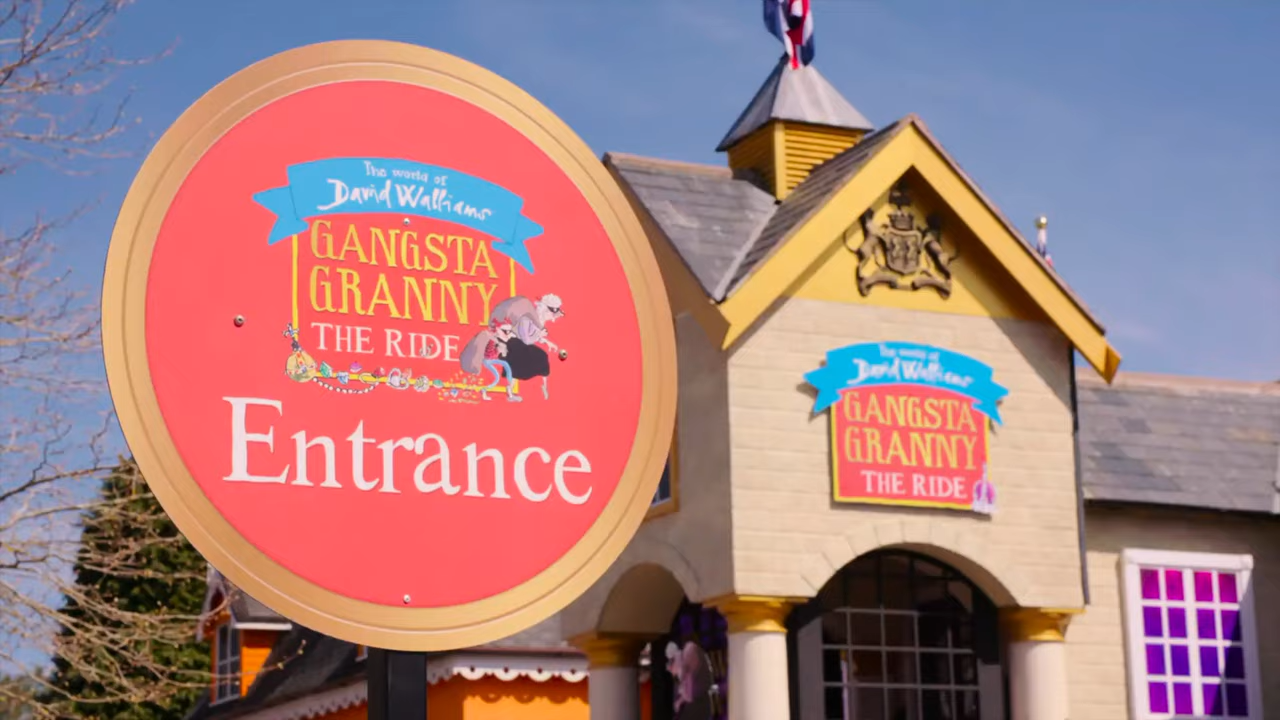 The world of
David Walliams
GANGSTA
GRANNY
THE RIDE
Entrance
The world of
David Walliams
GANGSTA
GRANNY
THE RIDE